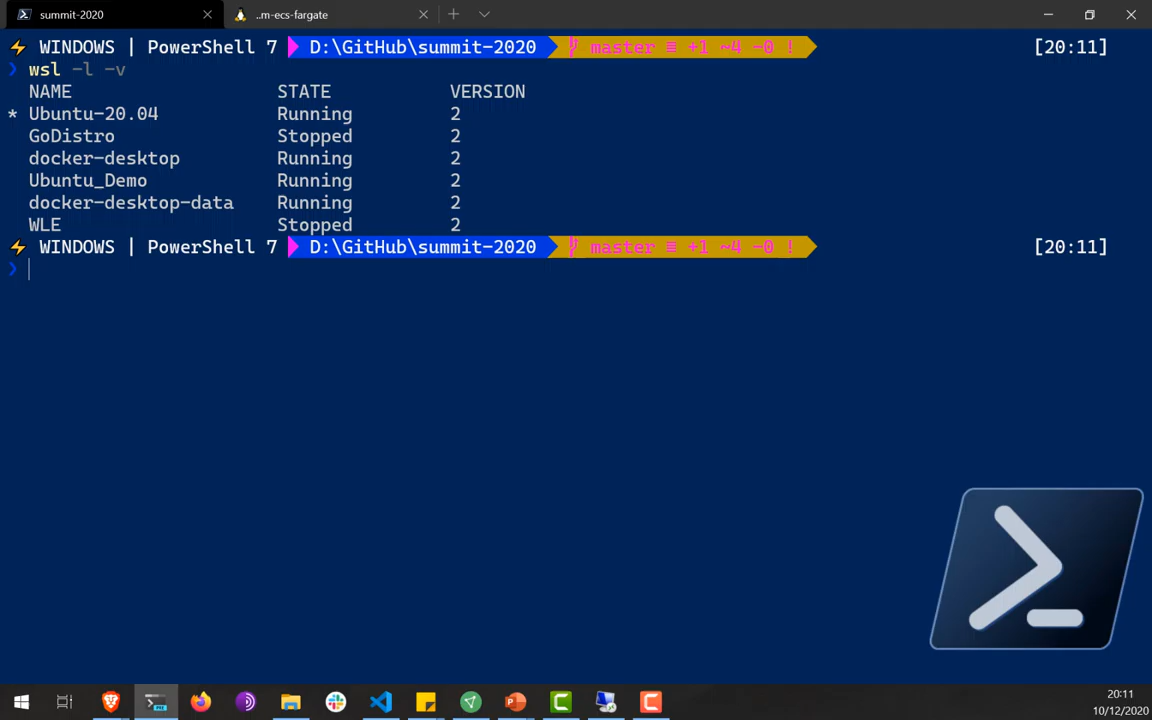 summit-2020
..m-ecs-fargate
⚡ WINDOWS | PowerShell 7 D:\GitHub\summit-2020 master ≡ +1 ~4 -0 ! [20:11]
❯ wsl -l -v
NAME STATE VERSION
* Ubuntu-20.04 Running 2
GoDistro Stopped 2
docker-desktop Running 2
Ubuntu_Demo Running 2
docker-desktop-data Running 2
WLE Stopped 2
⚡ WINDOWS | PowerShell 7 D:\GitHub\summit-2020 master ≡ +1 ~4 -0 ! [20:11]
❯
20:11
10/12/2020